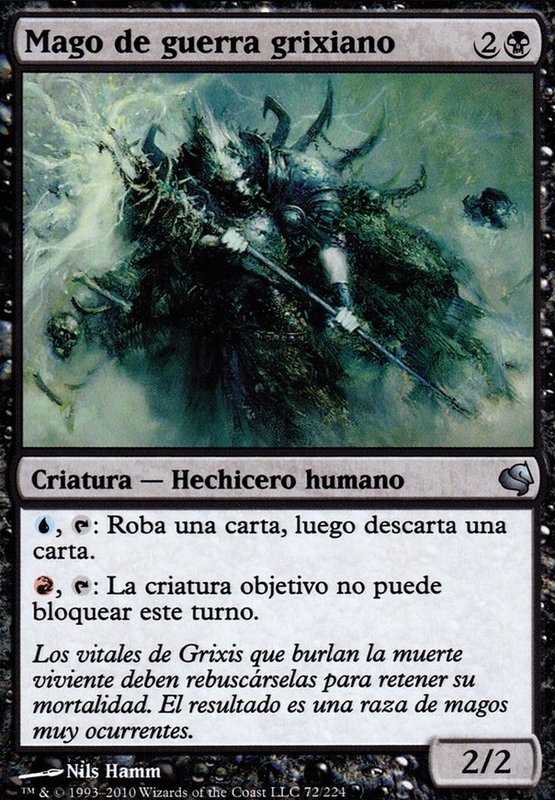 Mago de guerra grixiano 2
Criatura — Hechicero humano
, : Roba una carta, luego descarta una
carta.
, : La criatura objetivo no puede
bloquear este turno.
Los vitales de Grixis que burlan la muerte
viviente deben rebuscárselas para retener su
mortalidad. El resultado es una raza de magos
muy ocurrentes.
2/2
Nils Hamm
™ & © 1993–2010 Wizards of the Coast LLC 72/224